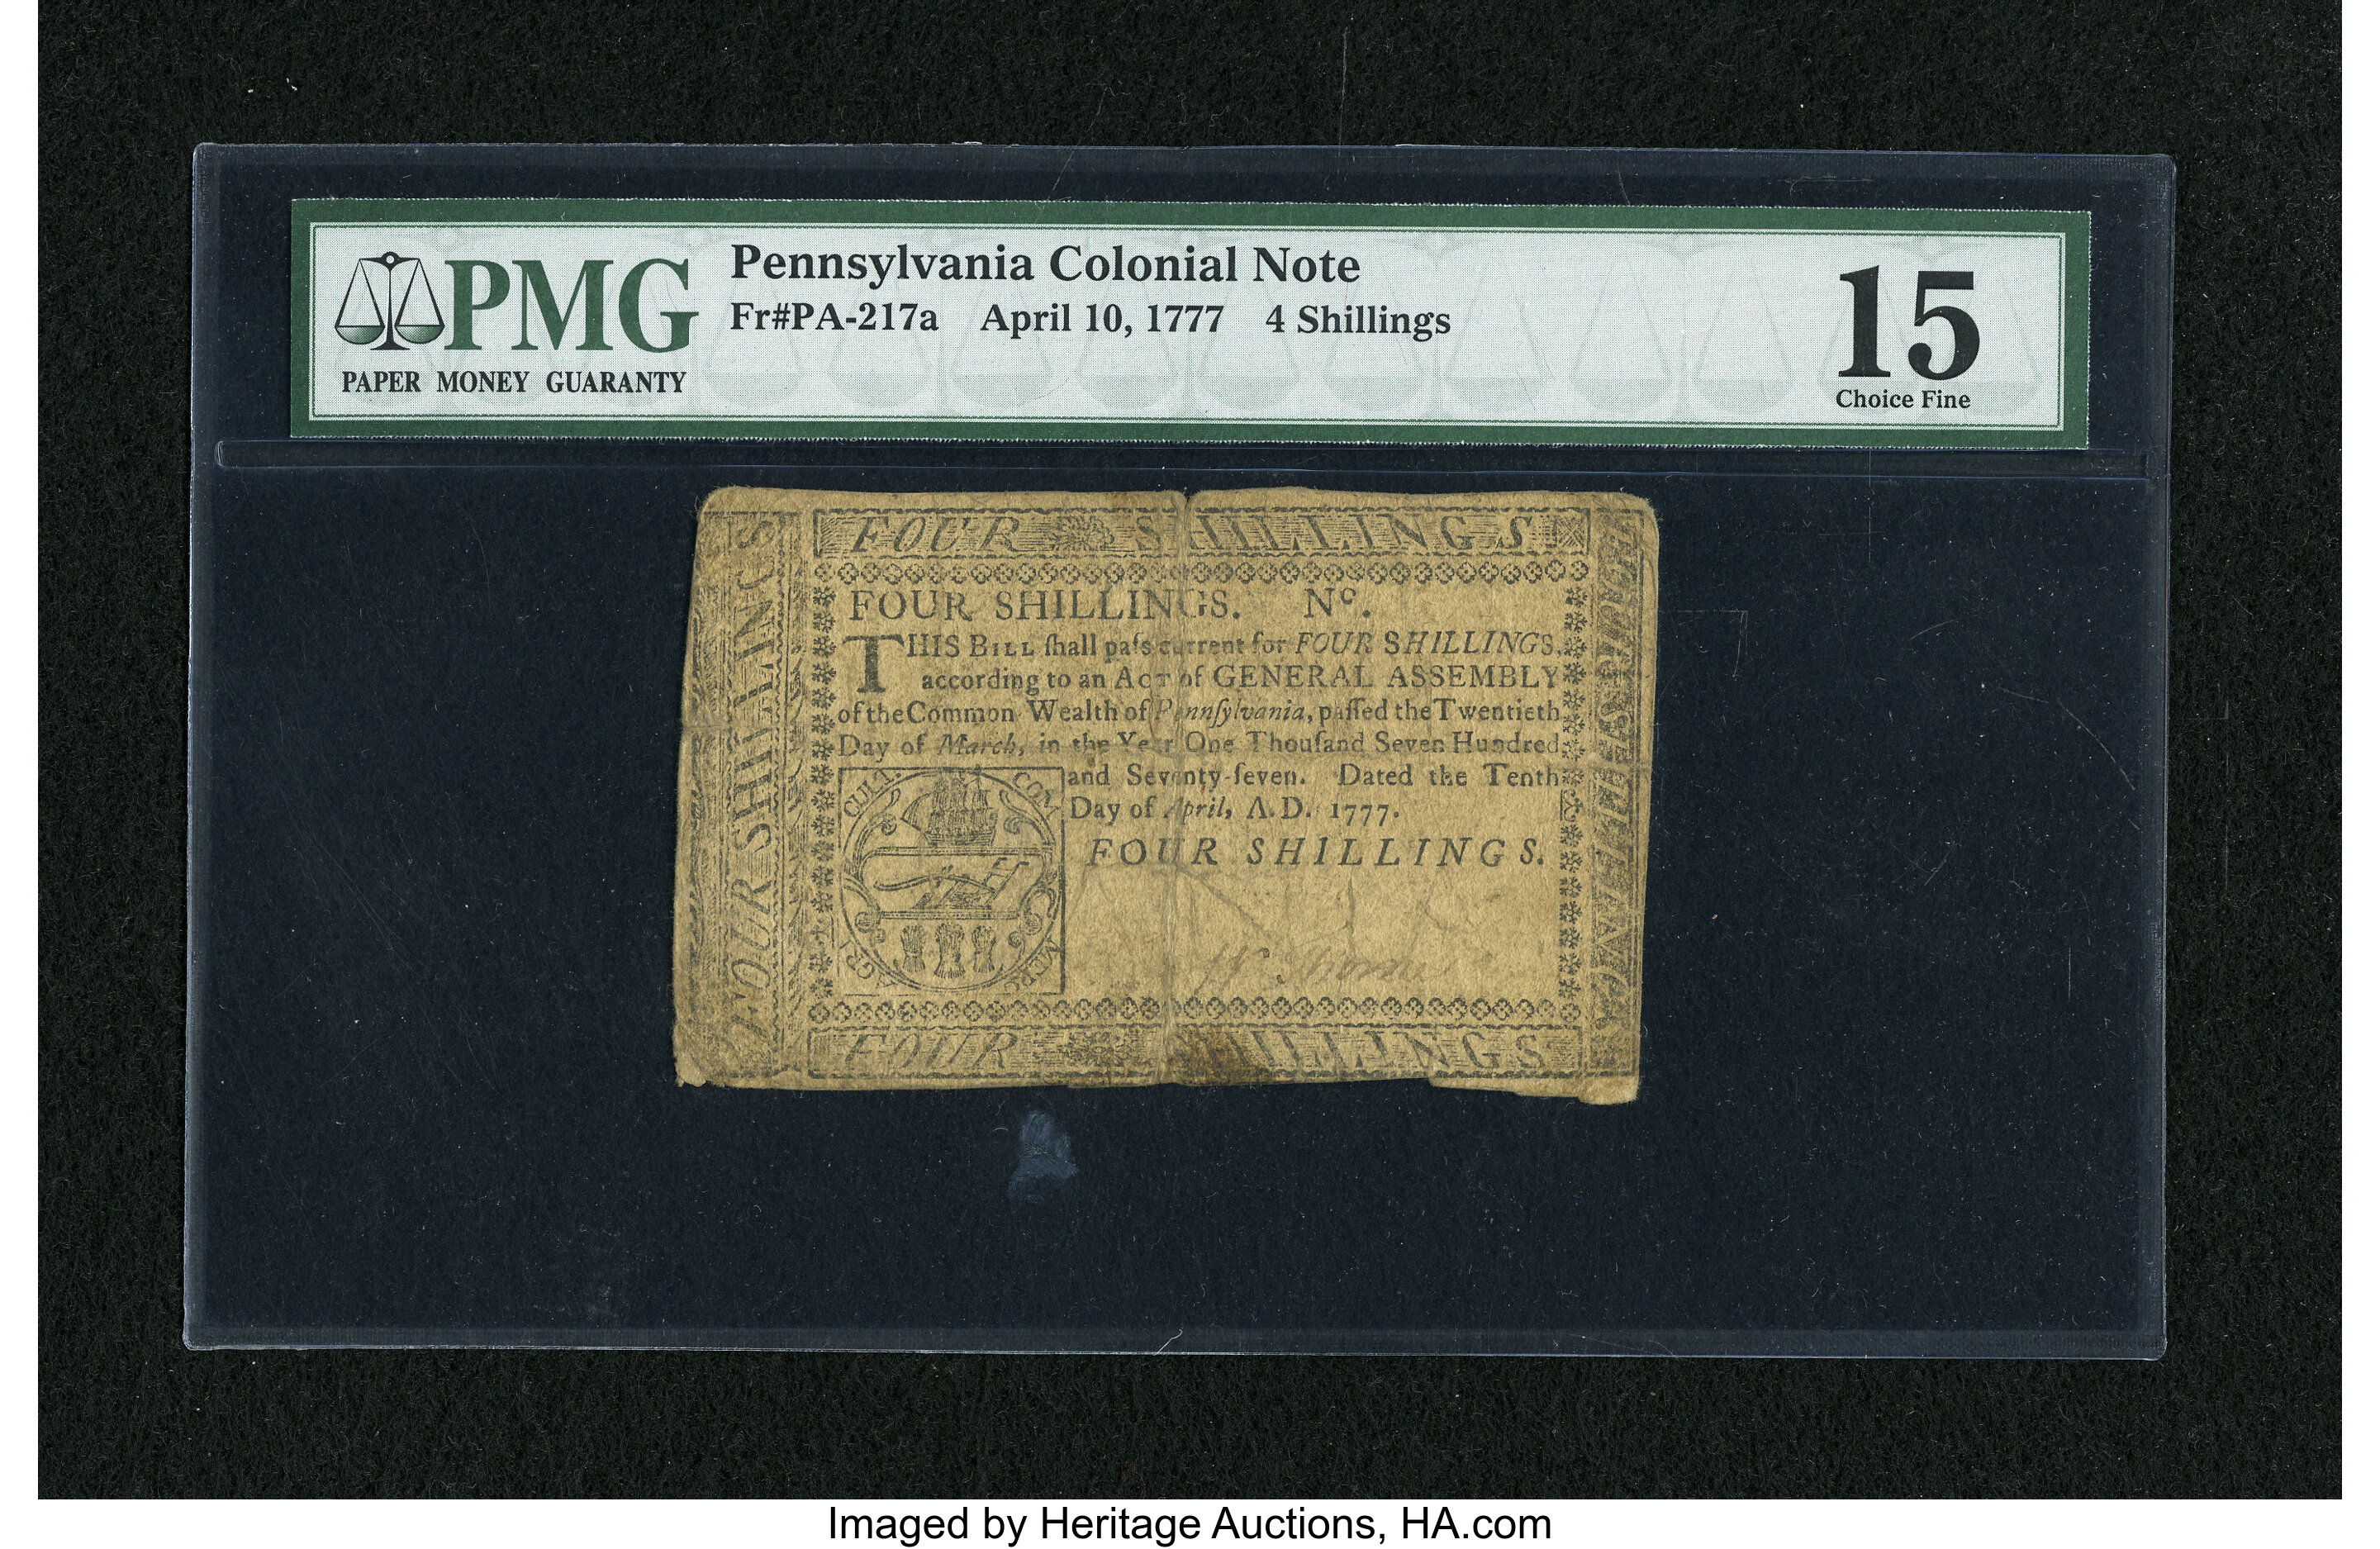 PMG
PAPER MONEY GUARANTY
Pennsylvania Colonial Note
Fr#PA-217a April 10, 1777 4 Shillings
15
Choice Fine
FOUR SHILLINGS
FOUR SHILLINGS
FOUR SHILLINGS. Nº.
THIS BILL ſhall paſs current for FOUR SHILLINGS,
according to an ACT of GENERAL ASSEMBLY
of the Common Wealth of Pennſylvania, paſſed the Twentieth
Day of March, in the Year One Thouſand Seven Hundred
and Seventy-ſeven. Dated the Tenth
Day of April, A.D. 1777.
FOUR SHILLINGS.
AGRI
CULT.
COM
MERC
FOUR SHILLINGS
Imaged by Heritage Auctions, HA.com